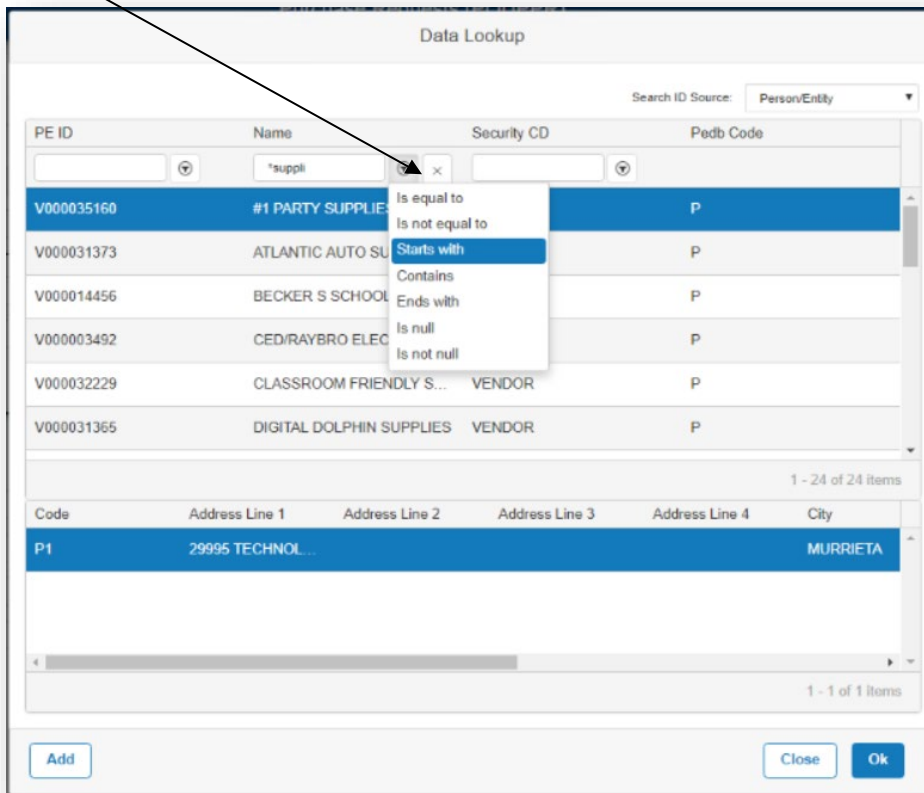 Data Lookup
Search ID Source: Person/Entity
PE ID Name Security CD Pedb Code
*suppli
Is equal to
Is not equal to
Starts with
Contains
Ends with
Is null
Is not null
V000035160 #1 PARTY SUPPLIES P
V000031373 ATLANTIC AUTO SU P
V000014456 BECKER S SCHOOL P
V000003492 CED/RAYBRO ELEC P
V000032229 CLASSROOM FRIENDLY S... VENDOR P
V000031365 DIGITAL DOLPHIN SUPPLIES VENDOR P
1 - 24 of 24 items
Code Address Line 1 Address Line 2 Address Line 3 Address Line 4 City
P1 29995 TECHNOL... MURRIETA
1 - 1 of 1 items
Add Close Ok